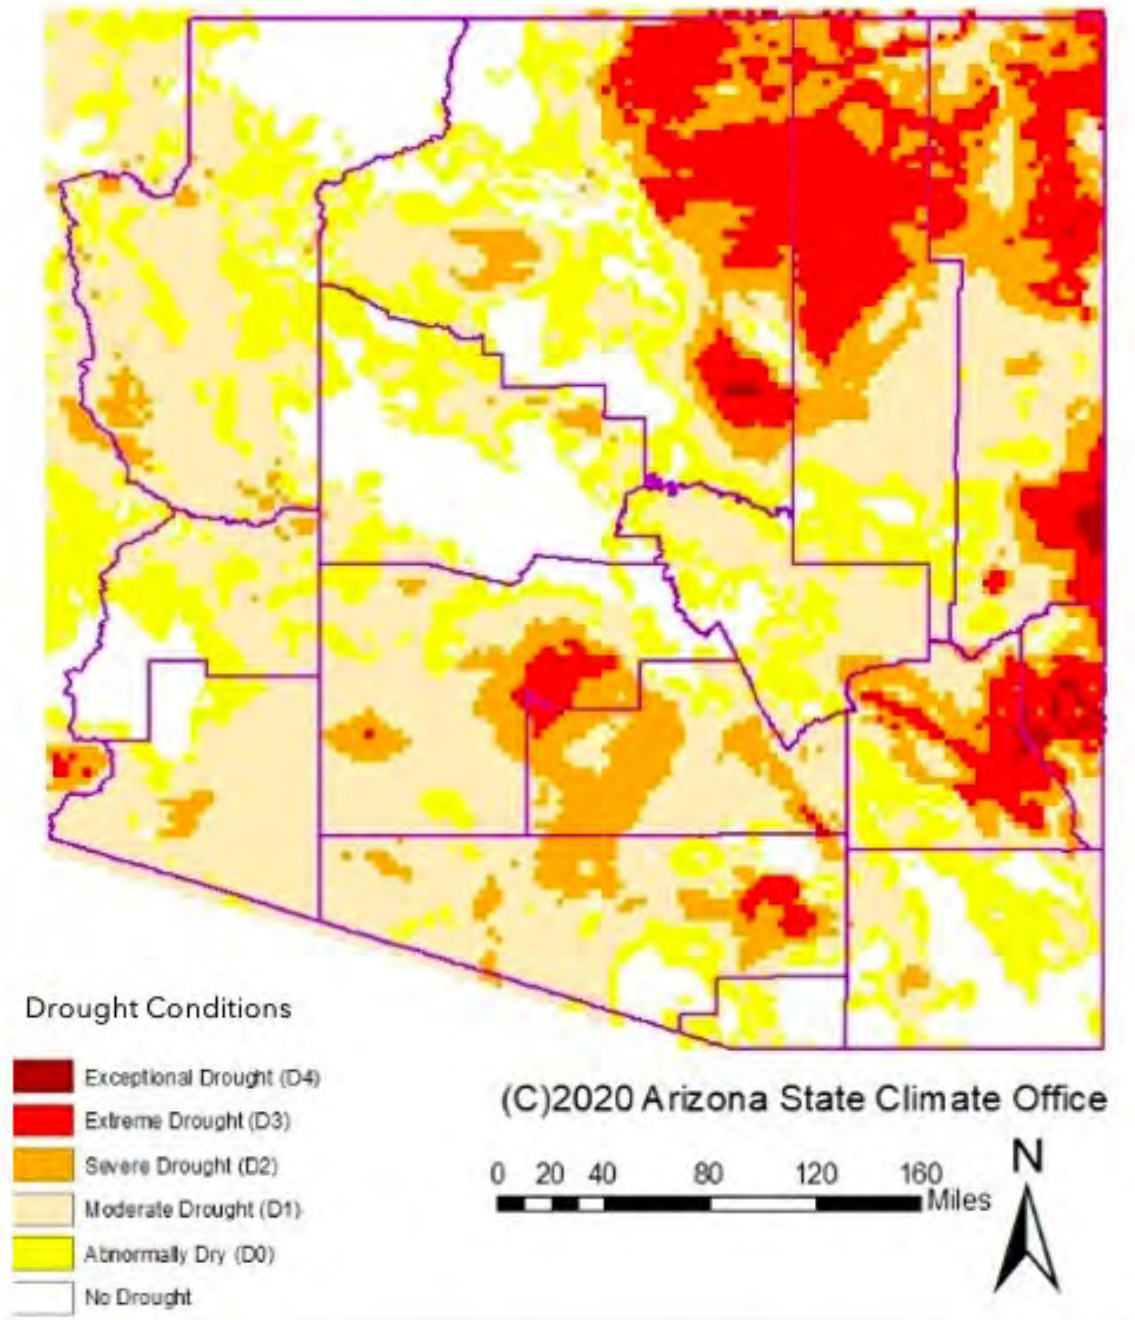 Drought Conditions
Exceptional Drought (D4)
Extreme Drought (D3)
Severe Drought (D2)
Moderate Drought (D1)
Abnormally Dry (D0)
No Drought
(C)2020 Arizona State Climate Office
N
0 20 40 80 120 160
Miles